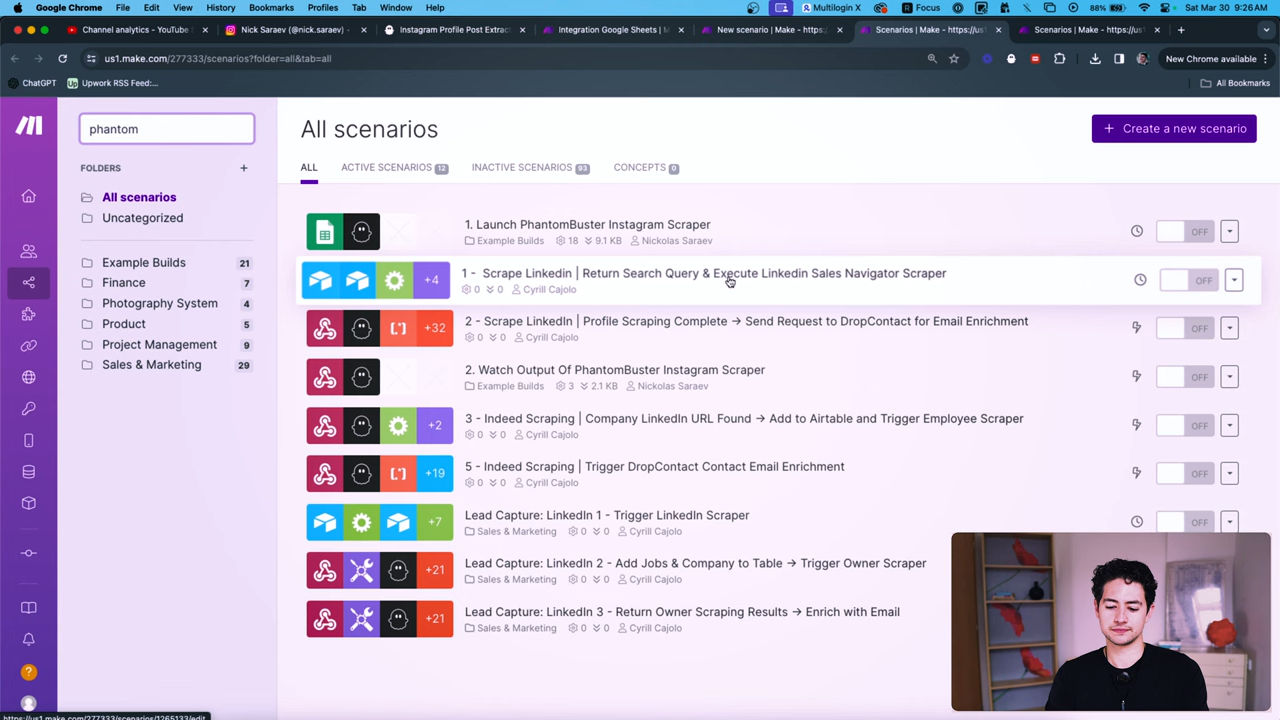 Google Chrome File Edit View History Bookmarks Profiles Tab Window Help
Multilogin X Focus 88% Sat Mar 30 9:26 AM
Channel analytics - YouTube
Nick Saraev (@nick.saraev)
Instagram Profile Post Extrac
Integration Google Sheets | M
New scenario | Make - https:
Scenarios | Make - https://us1
Scenarios | Make - https://us1
us1.make.com/277333/scenarios?folder=all&tab=all
New Chrome available
ChatGPT
Upwork RSS Feed:...
All Bookmarks
phantom
FOLDERS +
All scenarios
Uncategorized
Example Builds 21
Finance 7
Photography System 4
Product 5
Project Management 9
Sales & Marketing 29
All scenarios
+ Create a new scenario
ALL
ACTIVE SCENARIOS 12
INACTIVE SCENARIOS 93
CONCEPTS 0
1. Launch PhantomBuster Instagram Scraper
Example Builds 18 9.1 KB Nickolas Saraev
OFF
+4
1 - Scrape Linkedin | Return Search Query & Execute Linkedin Sales Navigator Scraper
0 0 Cyrill Cajolo
OFF
+32
2 - Scrape LinkedIn | Profile Scraping Complete → Send Request to DropContact for Email Enrichment
0 0 Cyrill Cajolo
OFF
2. Watch Output Of PhantomBuster Instagram Scraper
Example Builds 3 2.1 KB Nickolas Saraev
OFF
+2
3 - Indeed Scraping | Company LinkedIn URL Found → Add to Airtable and Trigger Employee Scraper
0 0 Cyrill Cajolo
OFF
+19
5 - Indeed Scraping | Trigger DropContact Contact Email Enrichment
0 0 Cyrill Cajolo
OFF
+7
Lead Capture: LinkedIn 1 - Trigger LinkedIn Scraper
Sales & Marketing 0 0 Cyrill Cajolo
OFF
+21
Lead Capture: LinkedIn 2 - Add Jobs & Company to Table → Trigger Owner Scraper
Sales & Marketing 0 0 Cyrill Cajolo
+21
Lead Capture: LinkedIn 3 - Return Owner Scraping Results → Enrich with Email
Sales & Marketing 0 0 Cyrill Cajolo